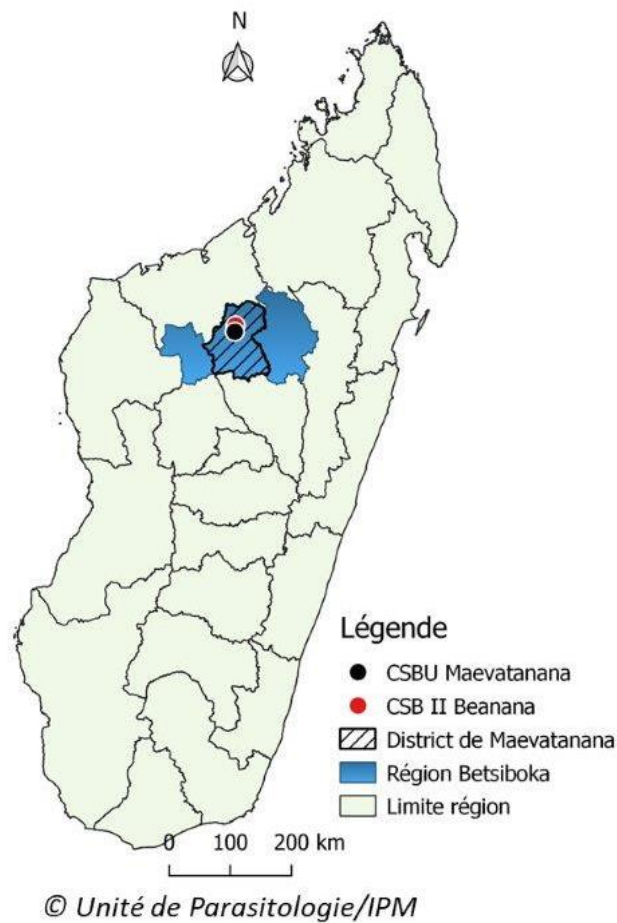 N
Légende
CSBU Maevatanana
CSB II Beanana
District de Maevatanana
Région Betsiboka
Limite région
0 100 200 km
© Unité de Parasitologie/IPM